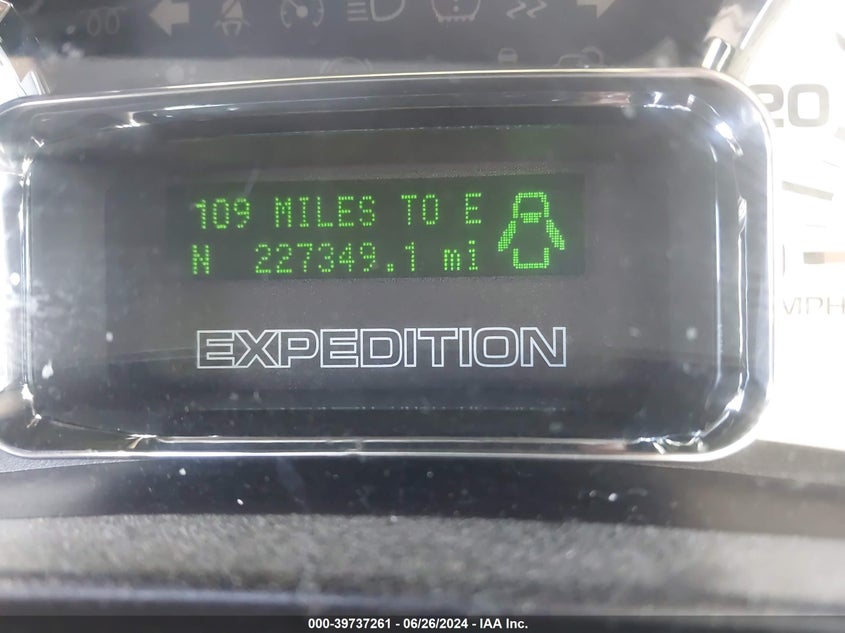 109 MILES TO E
N 227349.1 mi
EXPEDITION
20
MPH
000-39737261 - 06/26/2024 - IAA Inc.